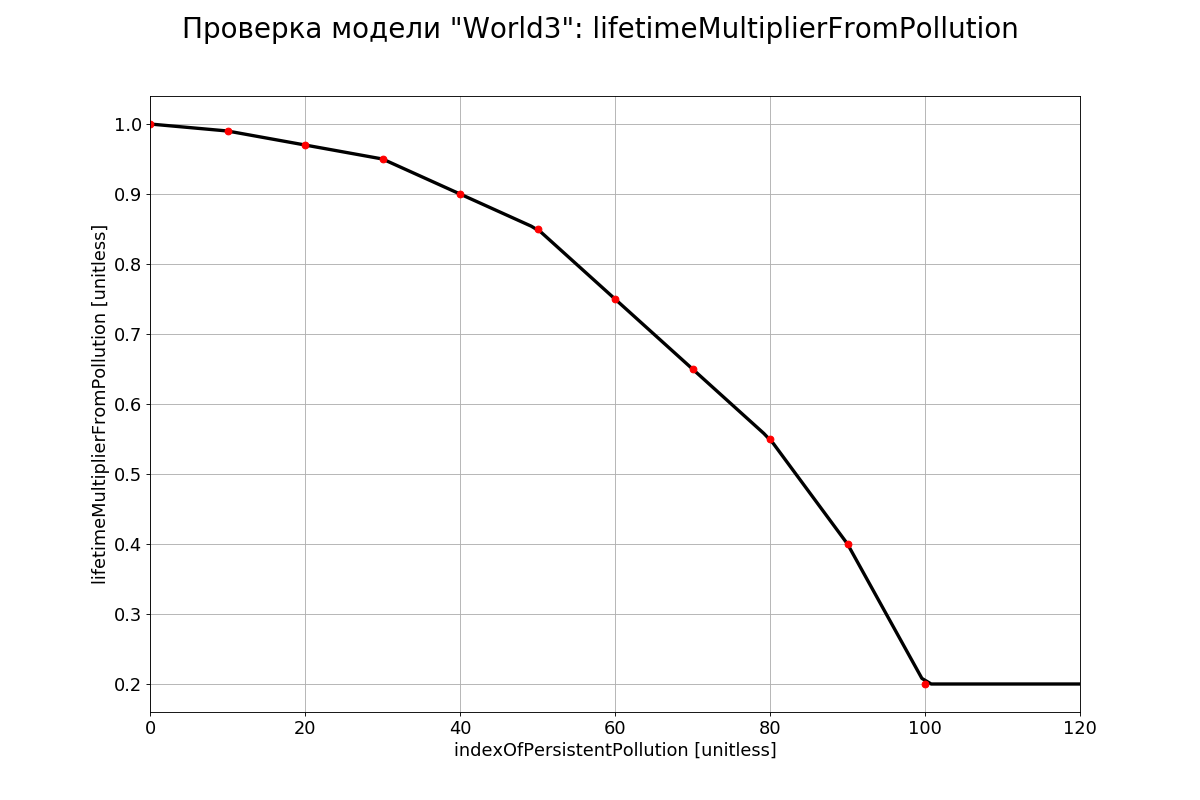 Проверка модели "World3": lifetimeMultiplierFromPollution
lifetimeMultiplierFromPollution [unitless]
1.0
0.9
0.8
0.7
0.6
0.5
0.4
0.3
0.2
0 20 40 60 80 100 120
indexOfPersistentPollution [unitless]